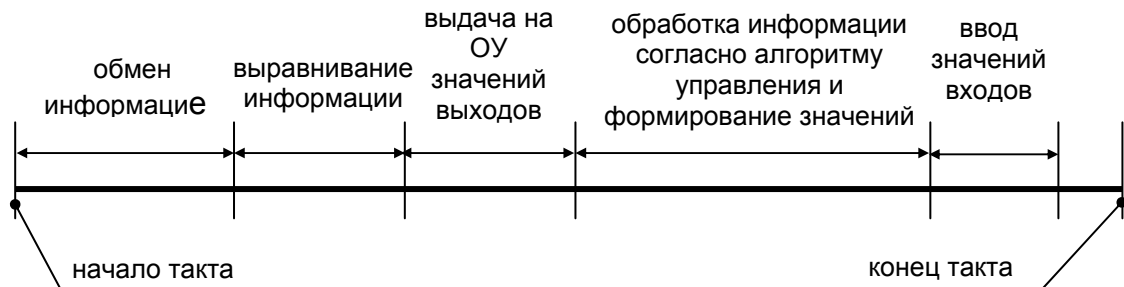 обмен
информацие
выравнивание
информации
выдача на
ОУ
значений
выходов
обработка информации
согласно алгоритму
управления и
формирование значений
ввод
значений
входов
начало такта
конец такта